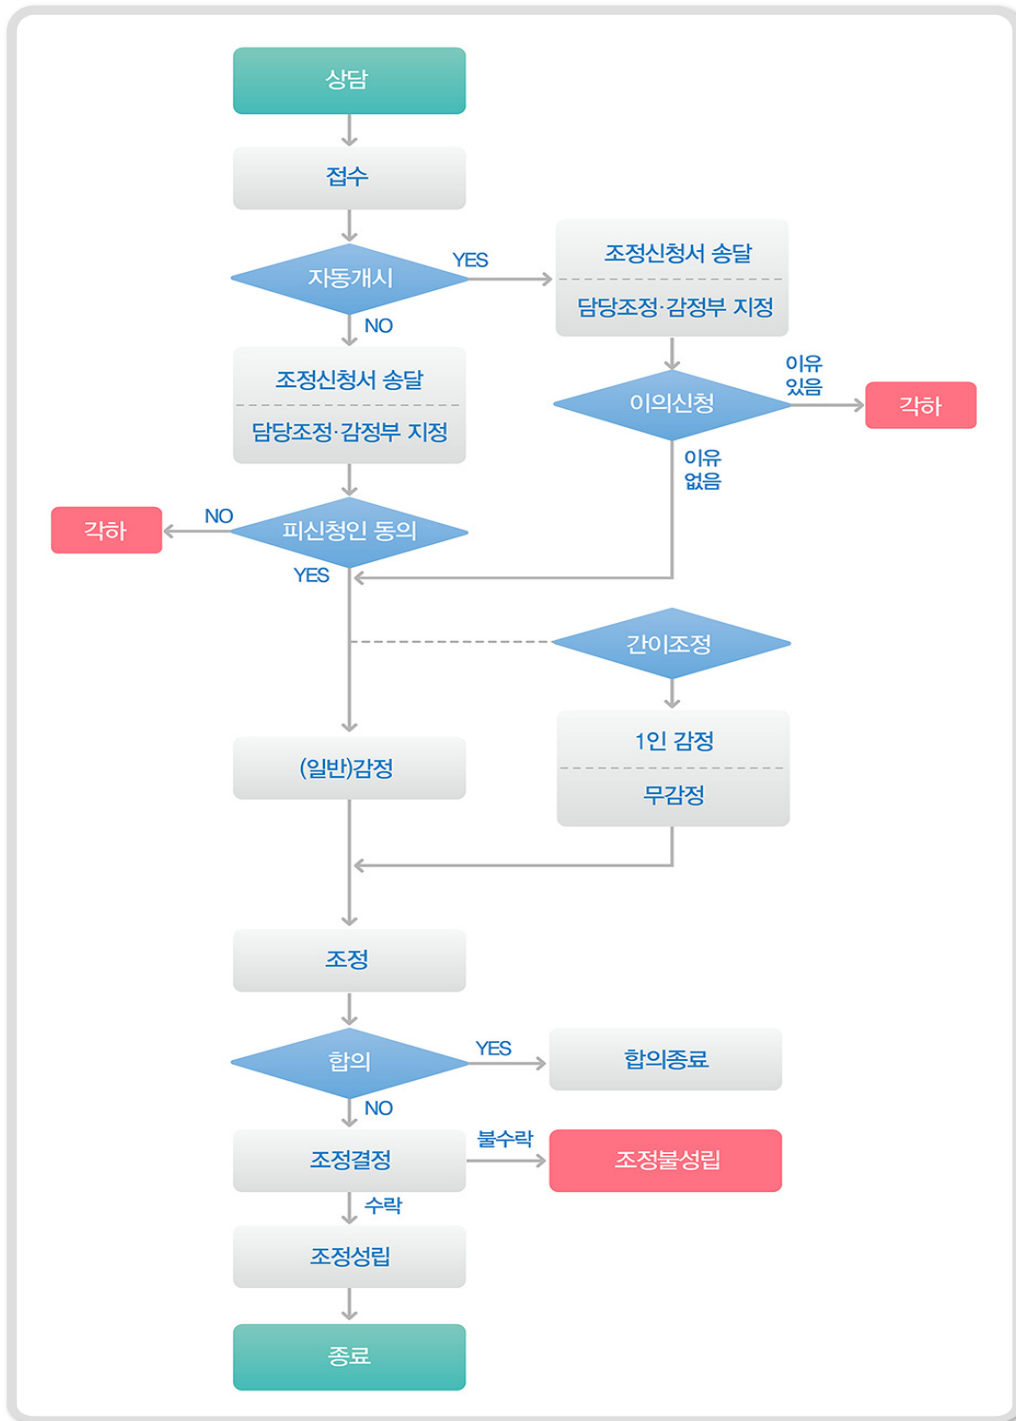 상담
접수
자동개시
YES
NO
조정신청서 송달
담당조정·감정부 지정
이의신청
이유
있음
각하
이유
없음
조정신청서 송달
담당조정·감정부 지정
피신청인 동의
NO
각하
YES
간이조정
1인 감정
무감정
(일반)감정
조정
합의
YES
합의종료
NO
조정결정
불수락
조정불성립
수락
조정성립
종료